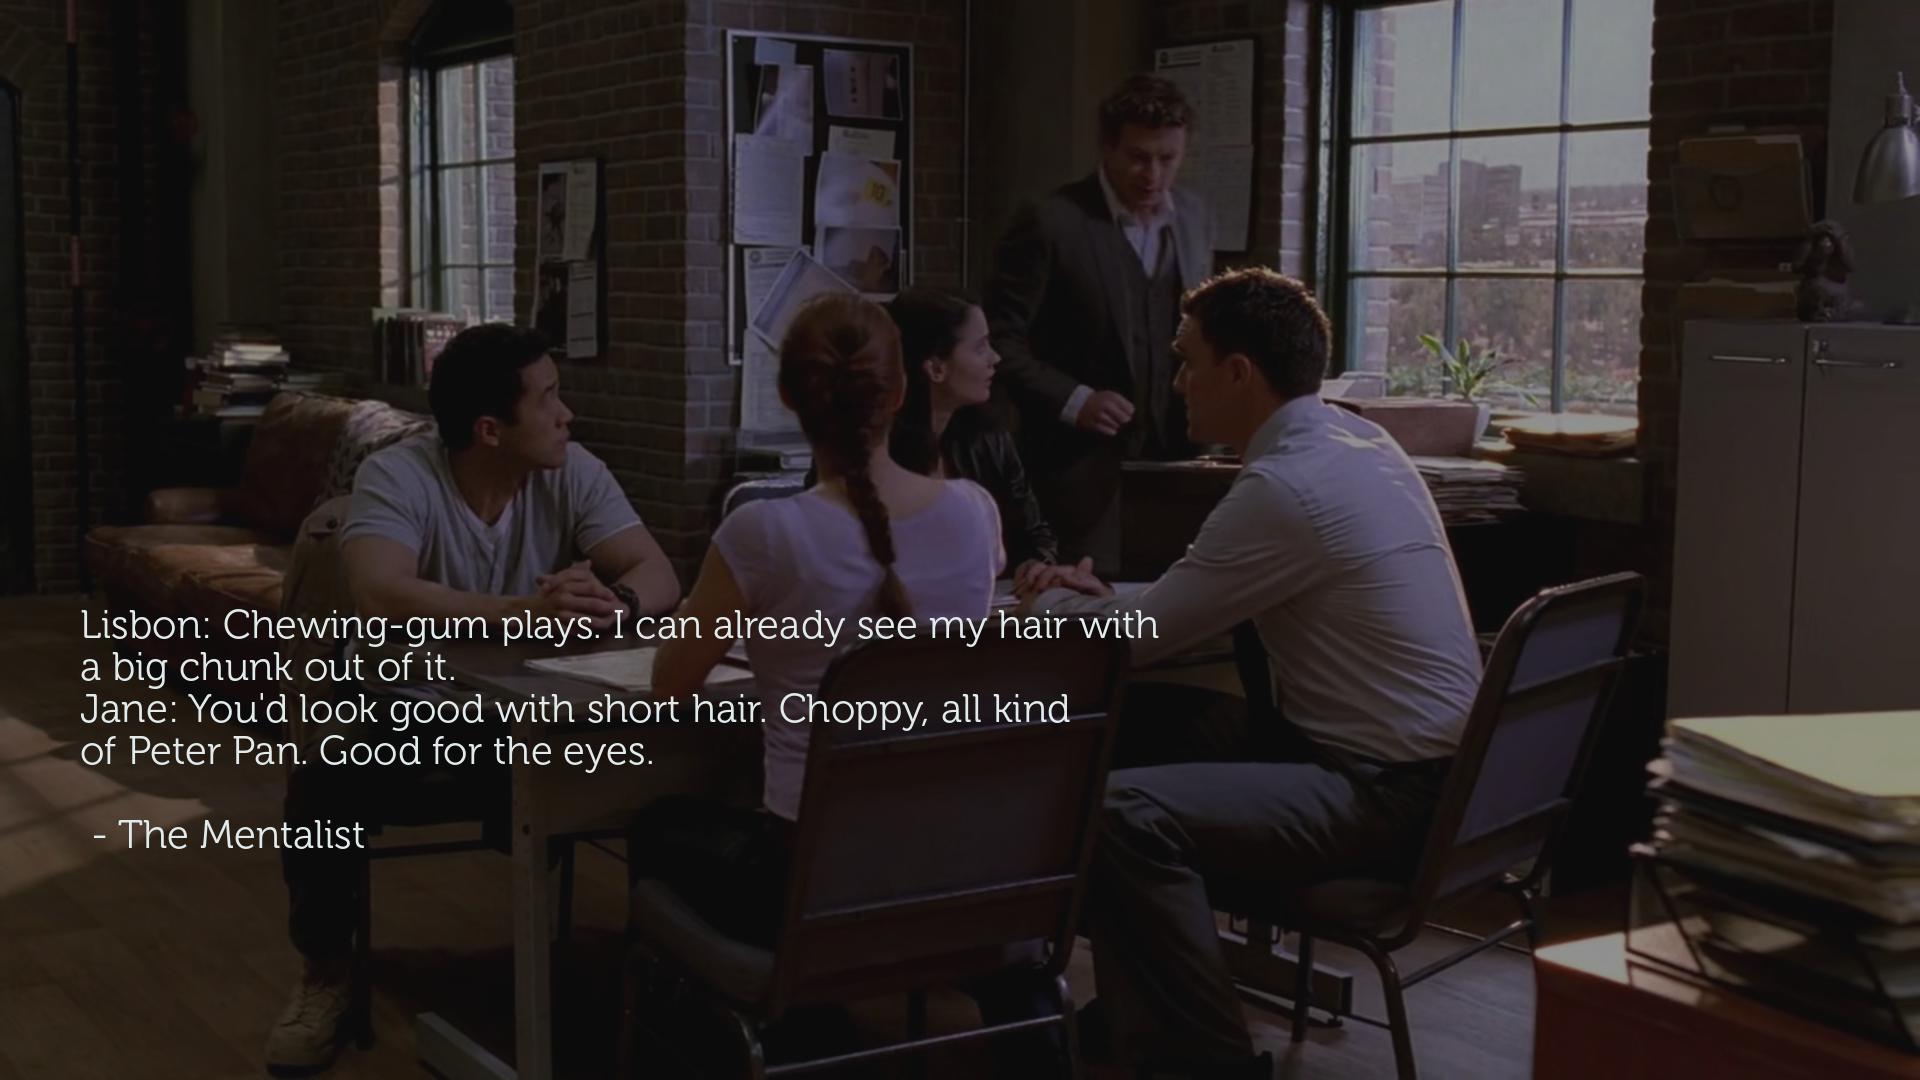 Lisbon: Chewing-gum plays. I can already see my hair with
a big chunk out of it.
Jane: You'd look good with short hair. Choppy, all kind
of Peter Pan. Good for the eyes.
- The Mentalist